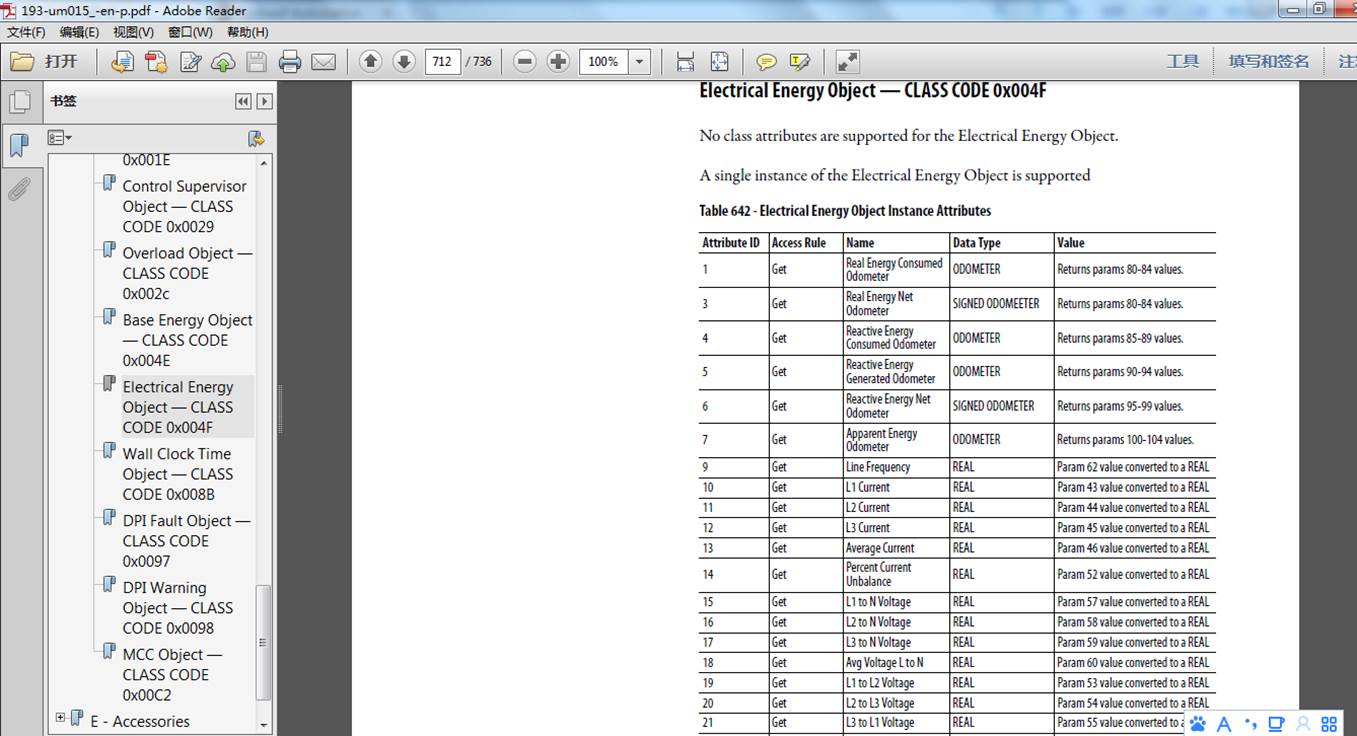 193-um015_-en-p.pdf - Adobe Reader
文件(F) 编辑(E) 视图(V) 窗口(W) 帮助(H)
打开 712 / 736 100% 工具 填写和签名
书签
0x001E
Control Supervisor
Object — CLASS
CODE 0x0029
Overload Object —
CLASS CODE
0x002c
Base Energy Object
— CLASS CODE
0x004E
Electrical Energy
Object — CLASS
CODE 0x004F
Wall Clock Time
Object — CLASS
CODE 0x008B
DPI Fault Object —
CLASS CODE
0x0097
DPI Warning
Object — CLASS
CODE 0x0098
MCC Object —
CLASS CODE
0x00C2
E - Accessories
Electrical Energy Object — CLASS CODE 0x004F
No class attributes are supported for the Electrical Energy Object.
A single instance of the Electrical Energy Object is supported
Table 642 - Electrical Energy Object Instance Attributes
Attribute ID Access Rule Name Data Type Value
1 Get Real Energy Consumed Odometer ODOMETER Returns params 80-84 values.
3 Get Real Energy Net Odometer SIGNED ODOMEETER Returns params 80-84 values.
4 Get Reactive Energy Consumed Odometer ODOMETER Returns params 85-89 values.
5 Get Reactive Energy Generated Odometer ODOMETER Returns params 90-94 values.
6 Get Reactive Energy Net Odometer SIGNED ODOMETER Returns params 95-99 values.
7 Get Apparent Energy Odometer ODOMETER Returns params 100-104 values.
9 Get Line Frequency REAL Param 62 value converted to a REAL
10 Get L1 Current REAL Param 43 value converted to a REAL
11 Get L2 Current REAL Param 44 value converted to a REAL
12 Get L3 Current REAL Param 45 value converted to a REAL
13 Get Average Current REAL Param 46 value converted to a REAL
14 Get Percent Current Unbalance REAL Param 52 value converted to a REAL
15 Get L1 to N Voltage REAL Param 57 value converted to a REAL
16 Get L2 to N Voltage REAL Param 58 value converted to a REAL
17 Get L3 to N Voltage REAL Param 59 value converted to a REAL
18 Get Avg Voltage L to N REAL Param 60 value converted to a REAL
19 Get L1 to L2 Voltage REAL Param 53 value converted to a REAL
20 Get L2 to L3 Voltage REAL Param 54 value converted to a REAL
21 Get L3 to L1 Voltage REAL Param 55 value converted to a